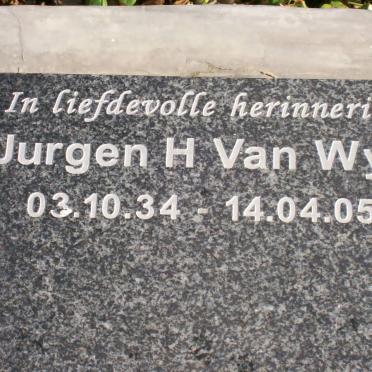 In liefdevolle herinneri
Jurgen H Van Wy
03.10.34 - 14.04.05